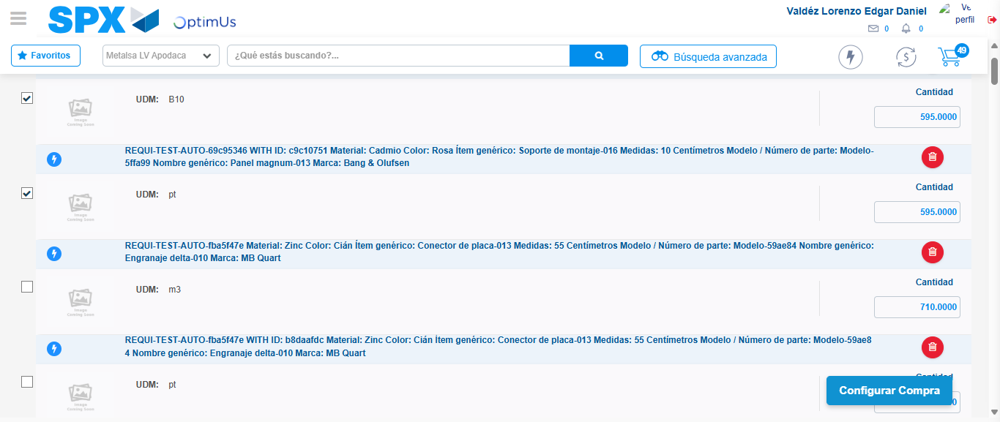 SPX
OptimUs
Valdéz Lorenzo Edgar Daniel
0
0
perfil
Favoritos
Metalsa LV Apodaca
¿Qué estás buscando?...
Búsqueda avanzada
$
49
UDM: B10
Cantidad
595.0000
Image
Coming Soon
REQUI-TEST-AUTO-69c95346 WITH ID: c9c10751 Material: Cadmio Color: Rosa Ítem genérico: Soporte de montaje-016 Medidas: 10 Centímetros Modelo / Número de parte: Modelo-
5ffa99 Nombre genérico: Panel magnum-013 Marca: Bang & Olufsen
UDM: pt
Cantidad
595.0000
Image
Coming Soon
REQUI-TEST-AUTO-fba5f47e Material: Zinc Color: Cián Ítem genérico: Conector de placa-013 Medidas: 55 Centímetros Modelo / Número de parte: Modelo-59ae84 Nombre genérico:
Engranaje delta-010 Marca: MB Quart
UDM: m3
Cantidad
710.0000
Image
Coming Soon
REQUI-TEST-AUTO-fba5f47e WITH ID: b8daafdc Material: Zinc Color: Cián Ítem genérico: Conector de placa-013 Medidas: 55 Centímetros Modelo / Número de parte: Modelo-59ae8
4 Nombre genérico: Engranaje delta-010 Marca: MB Quart
UDM: pt
Cantidad
Configurar Compra
Image
Coming Soon